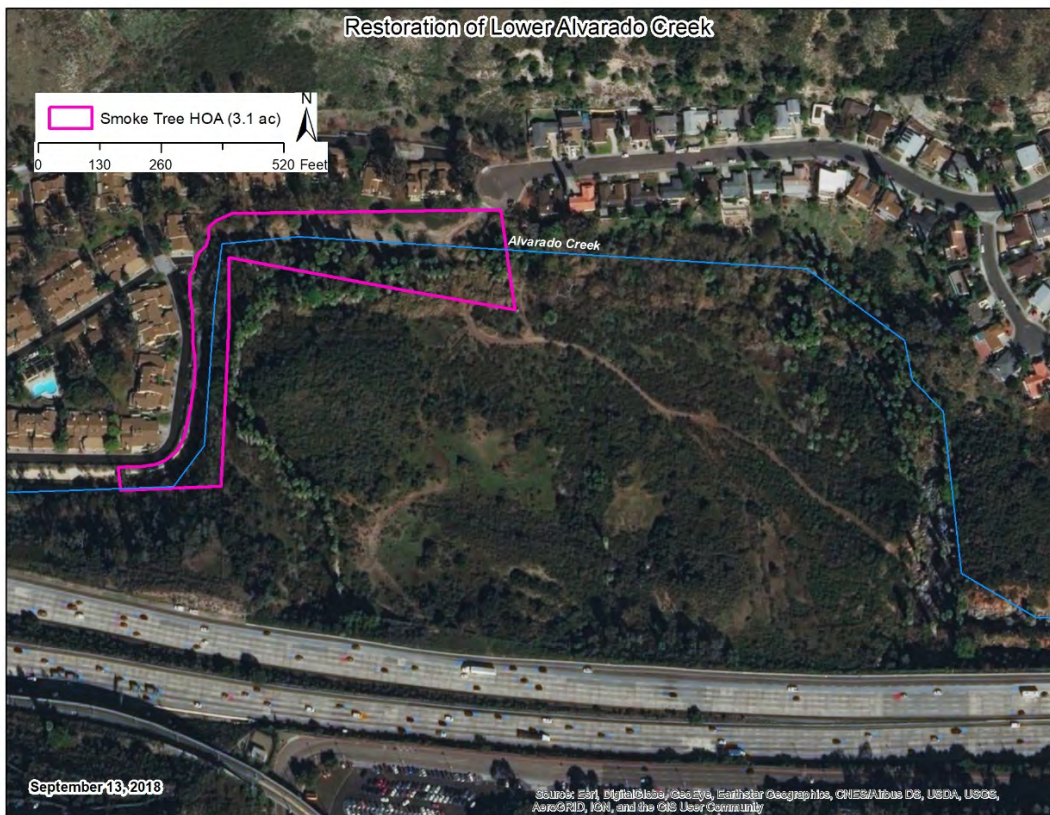 Restoration of Lower Alvarado Creek
N
Smoke Tree HOA (3.1 ac)
0 130 260 520 Feet
Alvarado Creek
September 13, 2018
Source: Esri, DigitalGlobe, GeoEye, Earthstar Geographics, CNES/Airbus DS, USDA, USGS,
AeroGRID, IGN, and the GIS User Community